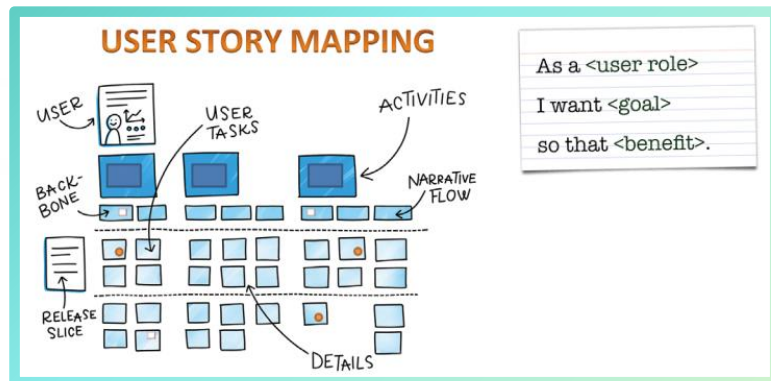 USER STORY MAPPING
USER
USER
TASKS
ACTIVITIES
BACK-
BONE
NARRATIVE
FLOW
RELEASE
SLICE
DETAILS
As a <user role>
I want <goal>
so that <benefit>.